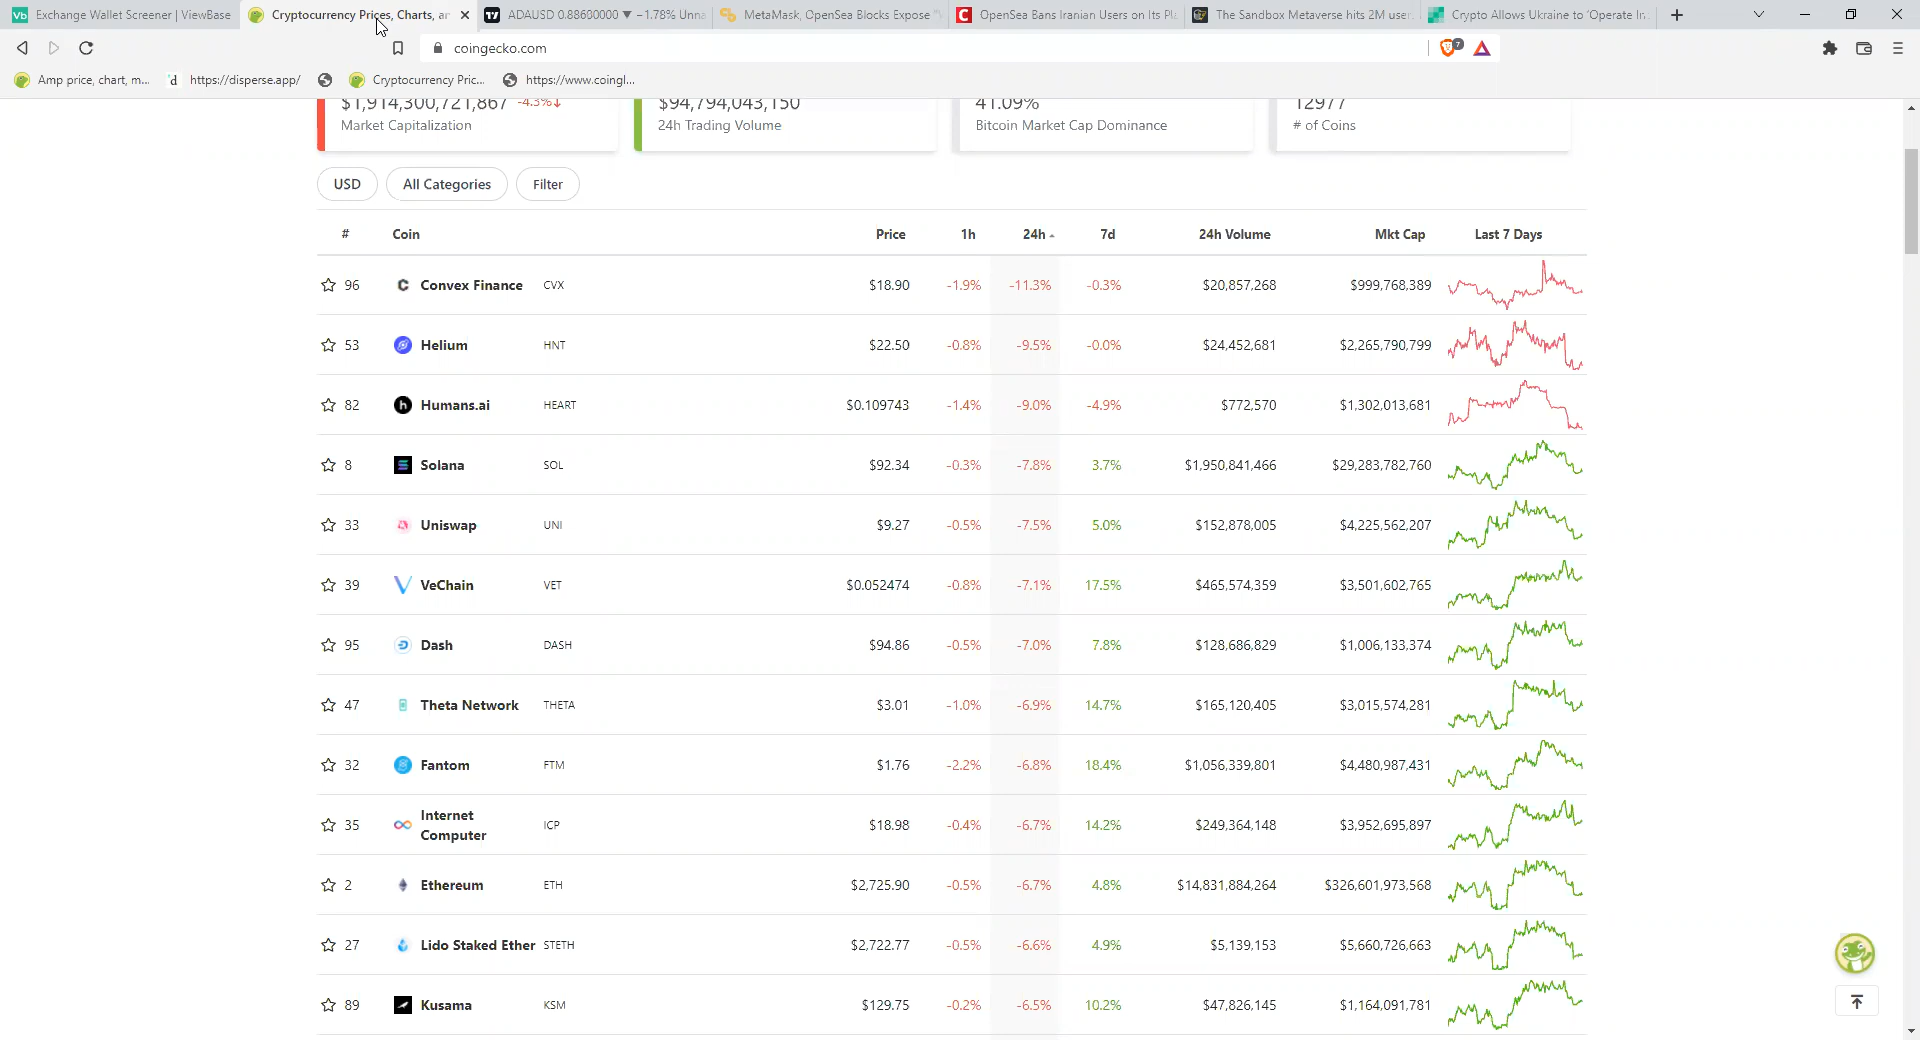 Vb Exchange Wallet Screener | ViewBase
Cryptocurrency Prices, Charts, an
ADAUSD 0.88600000 ▼ −1.78% Unna
MetaMask, OpenSea Blocks Expose
OpenSea Bans Iranian Users on Its Pl
The Sandbox Metaverse hits 2M user
Crypto Allows Ukraine to 'Operate In
coingecko.com
7
Amp price, chart, m...
d https://disperse.app/
Cryptocurrency Pric...
https://www.coingl...
$1,914,300,721,867 -4.3%↓
Market Capitalization
$94,794,043,150
24h Trading Volume
41.09%
Bitcoin Market Cap Dominance
12977
# of Coins
USD All Categories Filter
# Coin Price 1h 24h 7d 24h Volume Mkt Cap Last 7 Days
96 Convex Finance CVX $18.90 -1.9% -11.3% -0.3% $20,857,268 $999,768,389
53 Helium HNT $22.50 -0.8% -9.5% -0.0% $24,452,681 $2,265,790,799
82 Humans.ai HEART $0.109743 -1.4% -9.0% -4.9% $772,570 $1,302,013,681
8 Solana SOL $92.34 -0.3% -7.8% 3.7% $1,950,841,466 $29,283,782,760
33 Uniswap UNI $9.27 -0.5% -7.5% 5.0% $152,878,005 $4,225,562,207
39 VeChain VET $0.052474 -0.8% -7.1% 17.5% $465,574,359 $3,501,602,765
95 Dash DASH $94.86 -0.5% -7.0% 7.8% $128,686,829 $1,006,133,374
47 Theta Network THETA $3.01 -1.0% -6.9% 14.7% $165,120,405 $3,015,574,281
32 Fantom FTM $1.76 -2.2% -6.8% 18.4% $1,056,339,801 $4,480,987,431
35 Internet Computer ICP $18.98 -0.4% -6.7% 14.2% $249,364,148 $3,952,695,897
2 Ethereum ETH $2,725.90 -0.5% -6.7% 4.8% $14,831,884,264 $326,601,973,568
27 Lido Staked Ether STETH $2,722.77 -0.5% -6.6% 4.9% $5,139,153 $5,660,726,663
89 Kusama KSM $129.75 -0.2% -6.5% 10.2% $47,826,145 $1,164,091,781